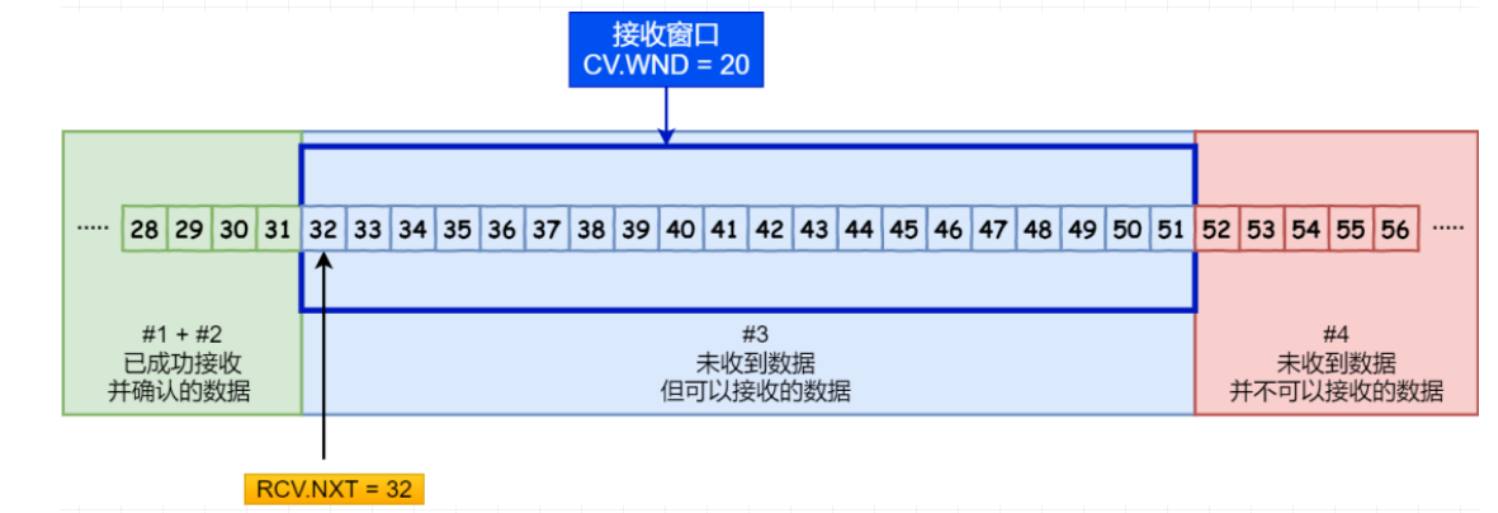 接收窗口
CV.WND = 20
..... 28 29 30 31 32 33 34 35 36 37 38 39 40 41 42 43 44 45 46 47 48 49 50 51 52 53 54 55 56 .....
#1 + #2
已成功接收
并确认的数据
#3
未收到数据
但可以接收的数据
#4
未收到数据
并不可以接收的数据
RCV.NXT = 32